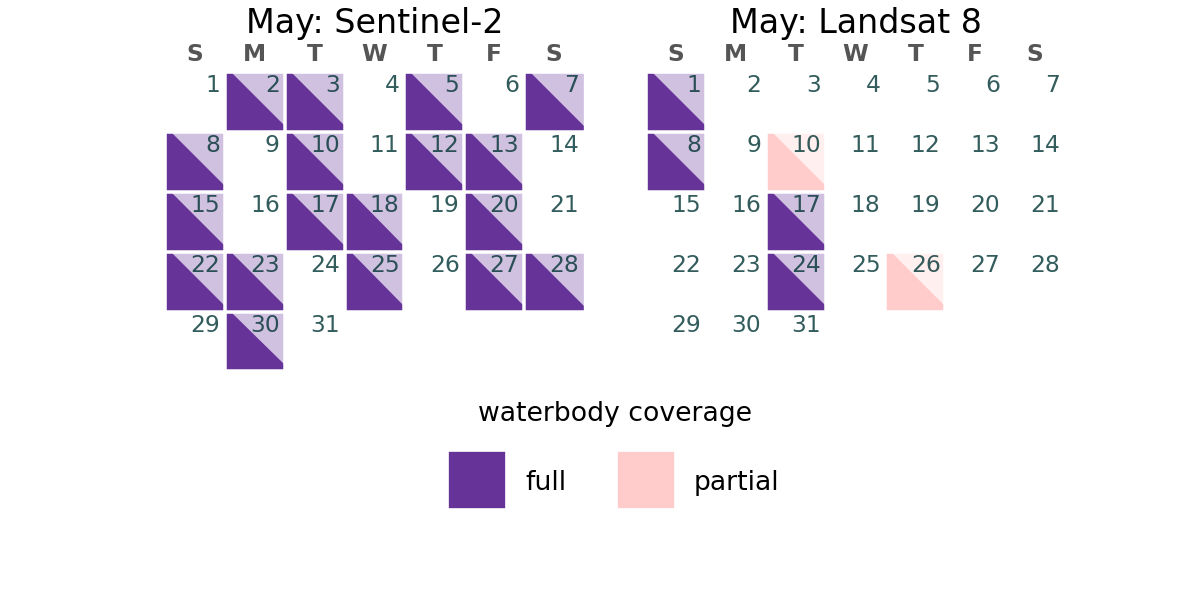 May: Sentinel-2
S M T W T F S
1 2 3 4 5 6 7
8 9 10 11 12 13 14
15 16 17 18 19 20 21
22 23 24 25 26 27 28
29 30 31
May: Landsat 8
S M T W T F S
1 2 3 4 5 6 7
8 9 10 11 12 13 14
15 16 17 18 19 20 21
22 23 24 25 26 27 28
29 30 31
waterbody coverage
full
partial